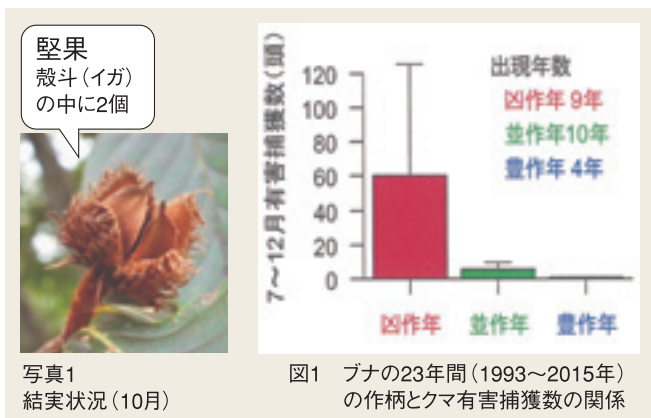 堅果
殻斗（イガ）
の中に2個
写真1
結実状況（10月）
7～12月有害捕獲数（頭）
120
100
80
60
40
20
0
出現年数
凶作年 9年
並作年10年
豊作年 4年
凶作年 並作年 豊作年
図1 ブナの23年間（1993～2015年）
の作柄とクマ有害捕獲数の関係